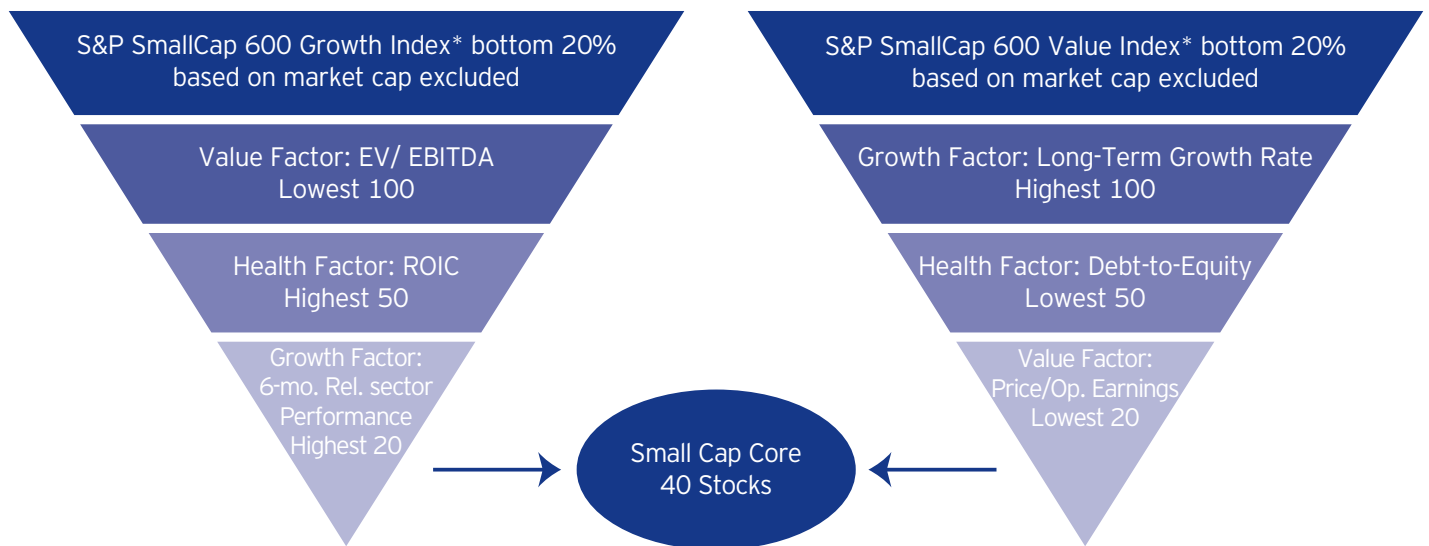 S&P SmallCap 600 Growth Index* bottom 20%
based on market cap excluded
Value Factor: EV/ EBITDA
Lowest 100
Health Factor: ROIC
Highest 50
Growth Factor:
6-mo. Rel. sector
Performance
Highest 20
S&P SmallCap 600 Value Index* bottom 20%
based on market cap excluded
Growth Factor: Long-Term Growth Rate
Highest 100
Health Factor: Debt-to-Equity
Lowest 50
Value Factor:
Price/Op. Earnings
Lowest 20
Small Cap Core
40 Stocks